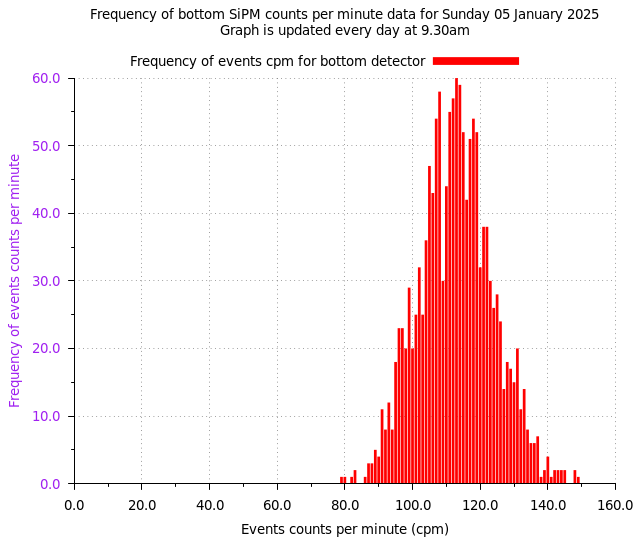 Frequency of bottom SiPM counts per minute data for Sunday 05 January 2025
Graph is updated every day at 9.30am
Frequency of events cpm for bottom detector
60.0
50.0
40.0
30.0
20.0
10.0
0.0
Frequency of events counts per minute
0.0 20.0 40.0 60.0 80.0 100.0 120.0 140.0 160.0
Events counts per minute (cpm)